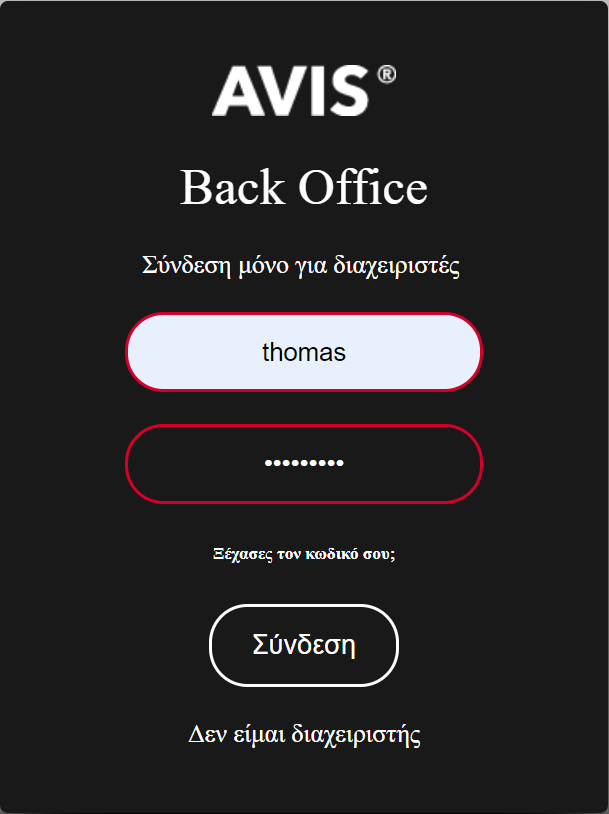 AVIS®
Back Office
Σύνδεση μόνο για διαχειριστές
thomas
•••••••••
Ξέχασες τον κωδικό σου;
Σύνδεση
Δεν είμαι διαχειριστής